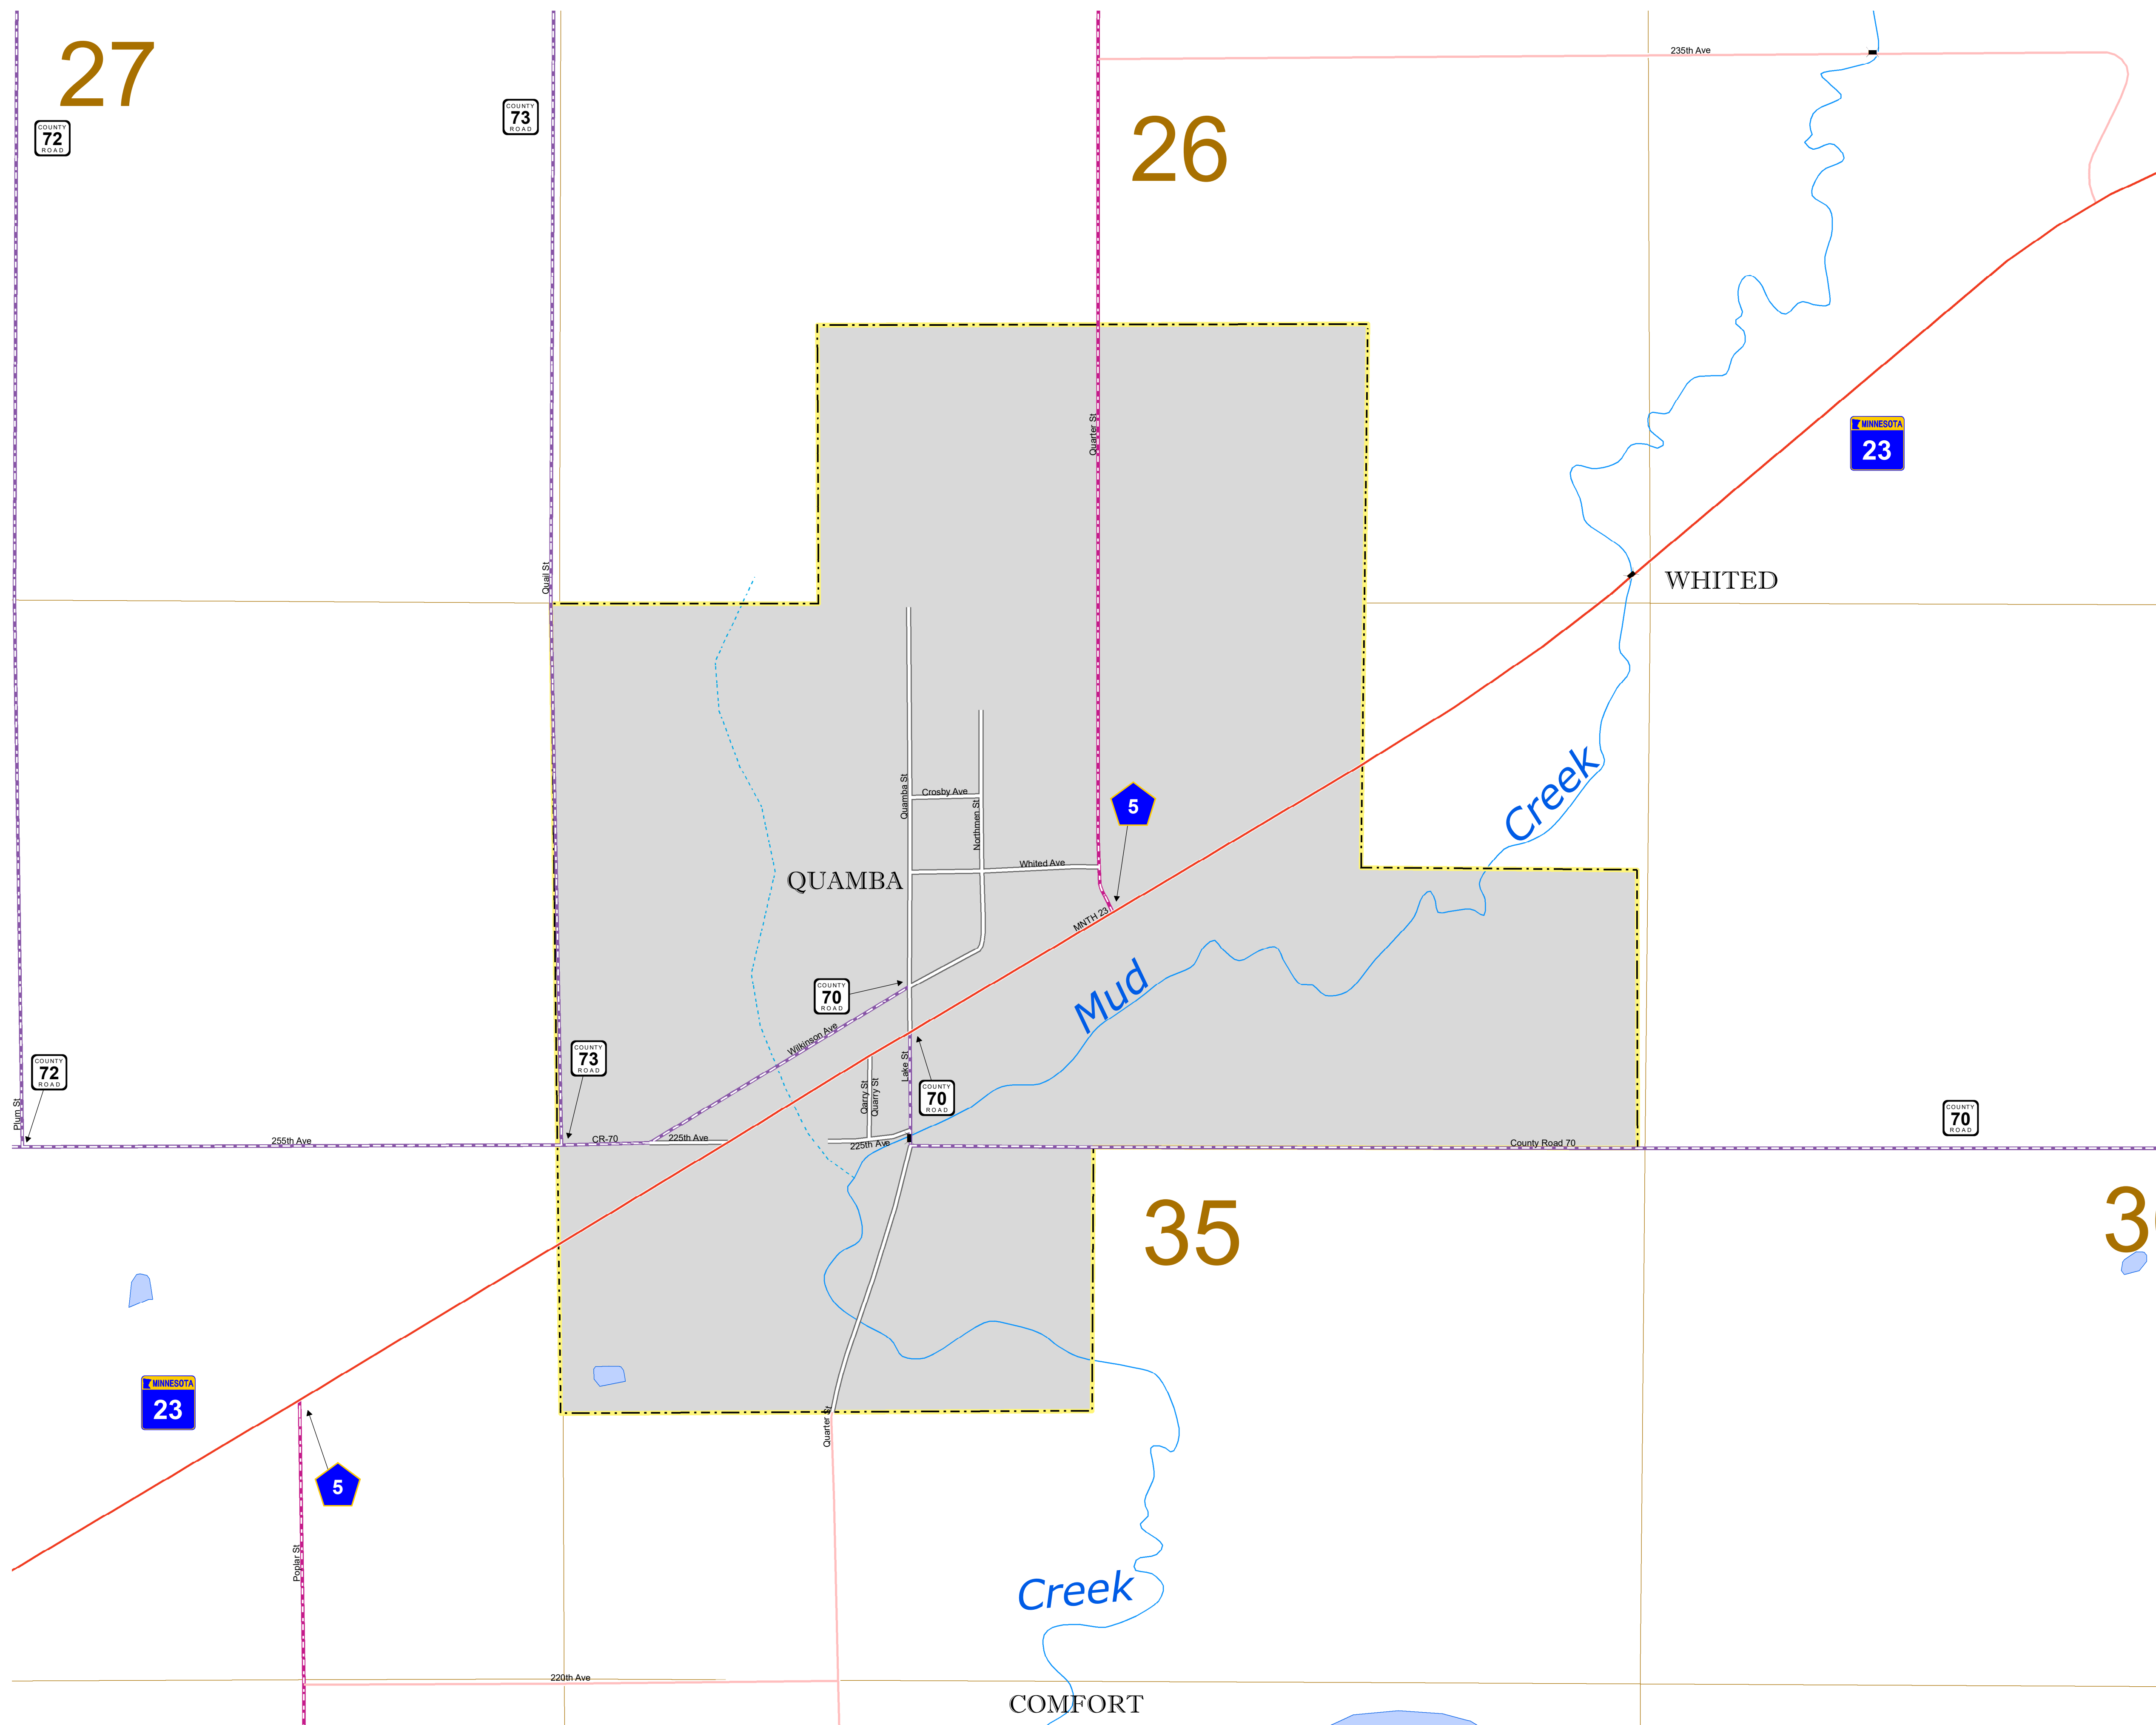 27
235th Ave
COUNTY
73
ROAD
COUNTY
72
ROAD
26
MINNESOTA
23
Quarter St
Quail St
WHITED
Quamba St
Crosby Ave
Northmen St
5
Creek
Whited Ave
QUAMBA
MNTH 23
Mud
COUNTY
70
ROAD
Wilkinson Ave
COUNTY
73
ROAD
COUNTY
72
ROAD
Lake St
Qarry St
Quarry St
COUNTY
70
ROAD
Plum St
COUNTY
70
ROAD
255th Ave
CR-70
225th Ave
225th Ave
County Road 70
35
3
MINNESOTA
23
Quarter St
5
Poplar St
Creek
220th Ave
COMFORT